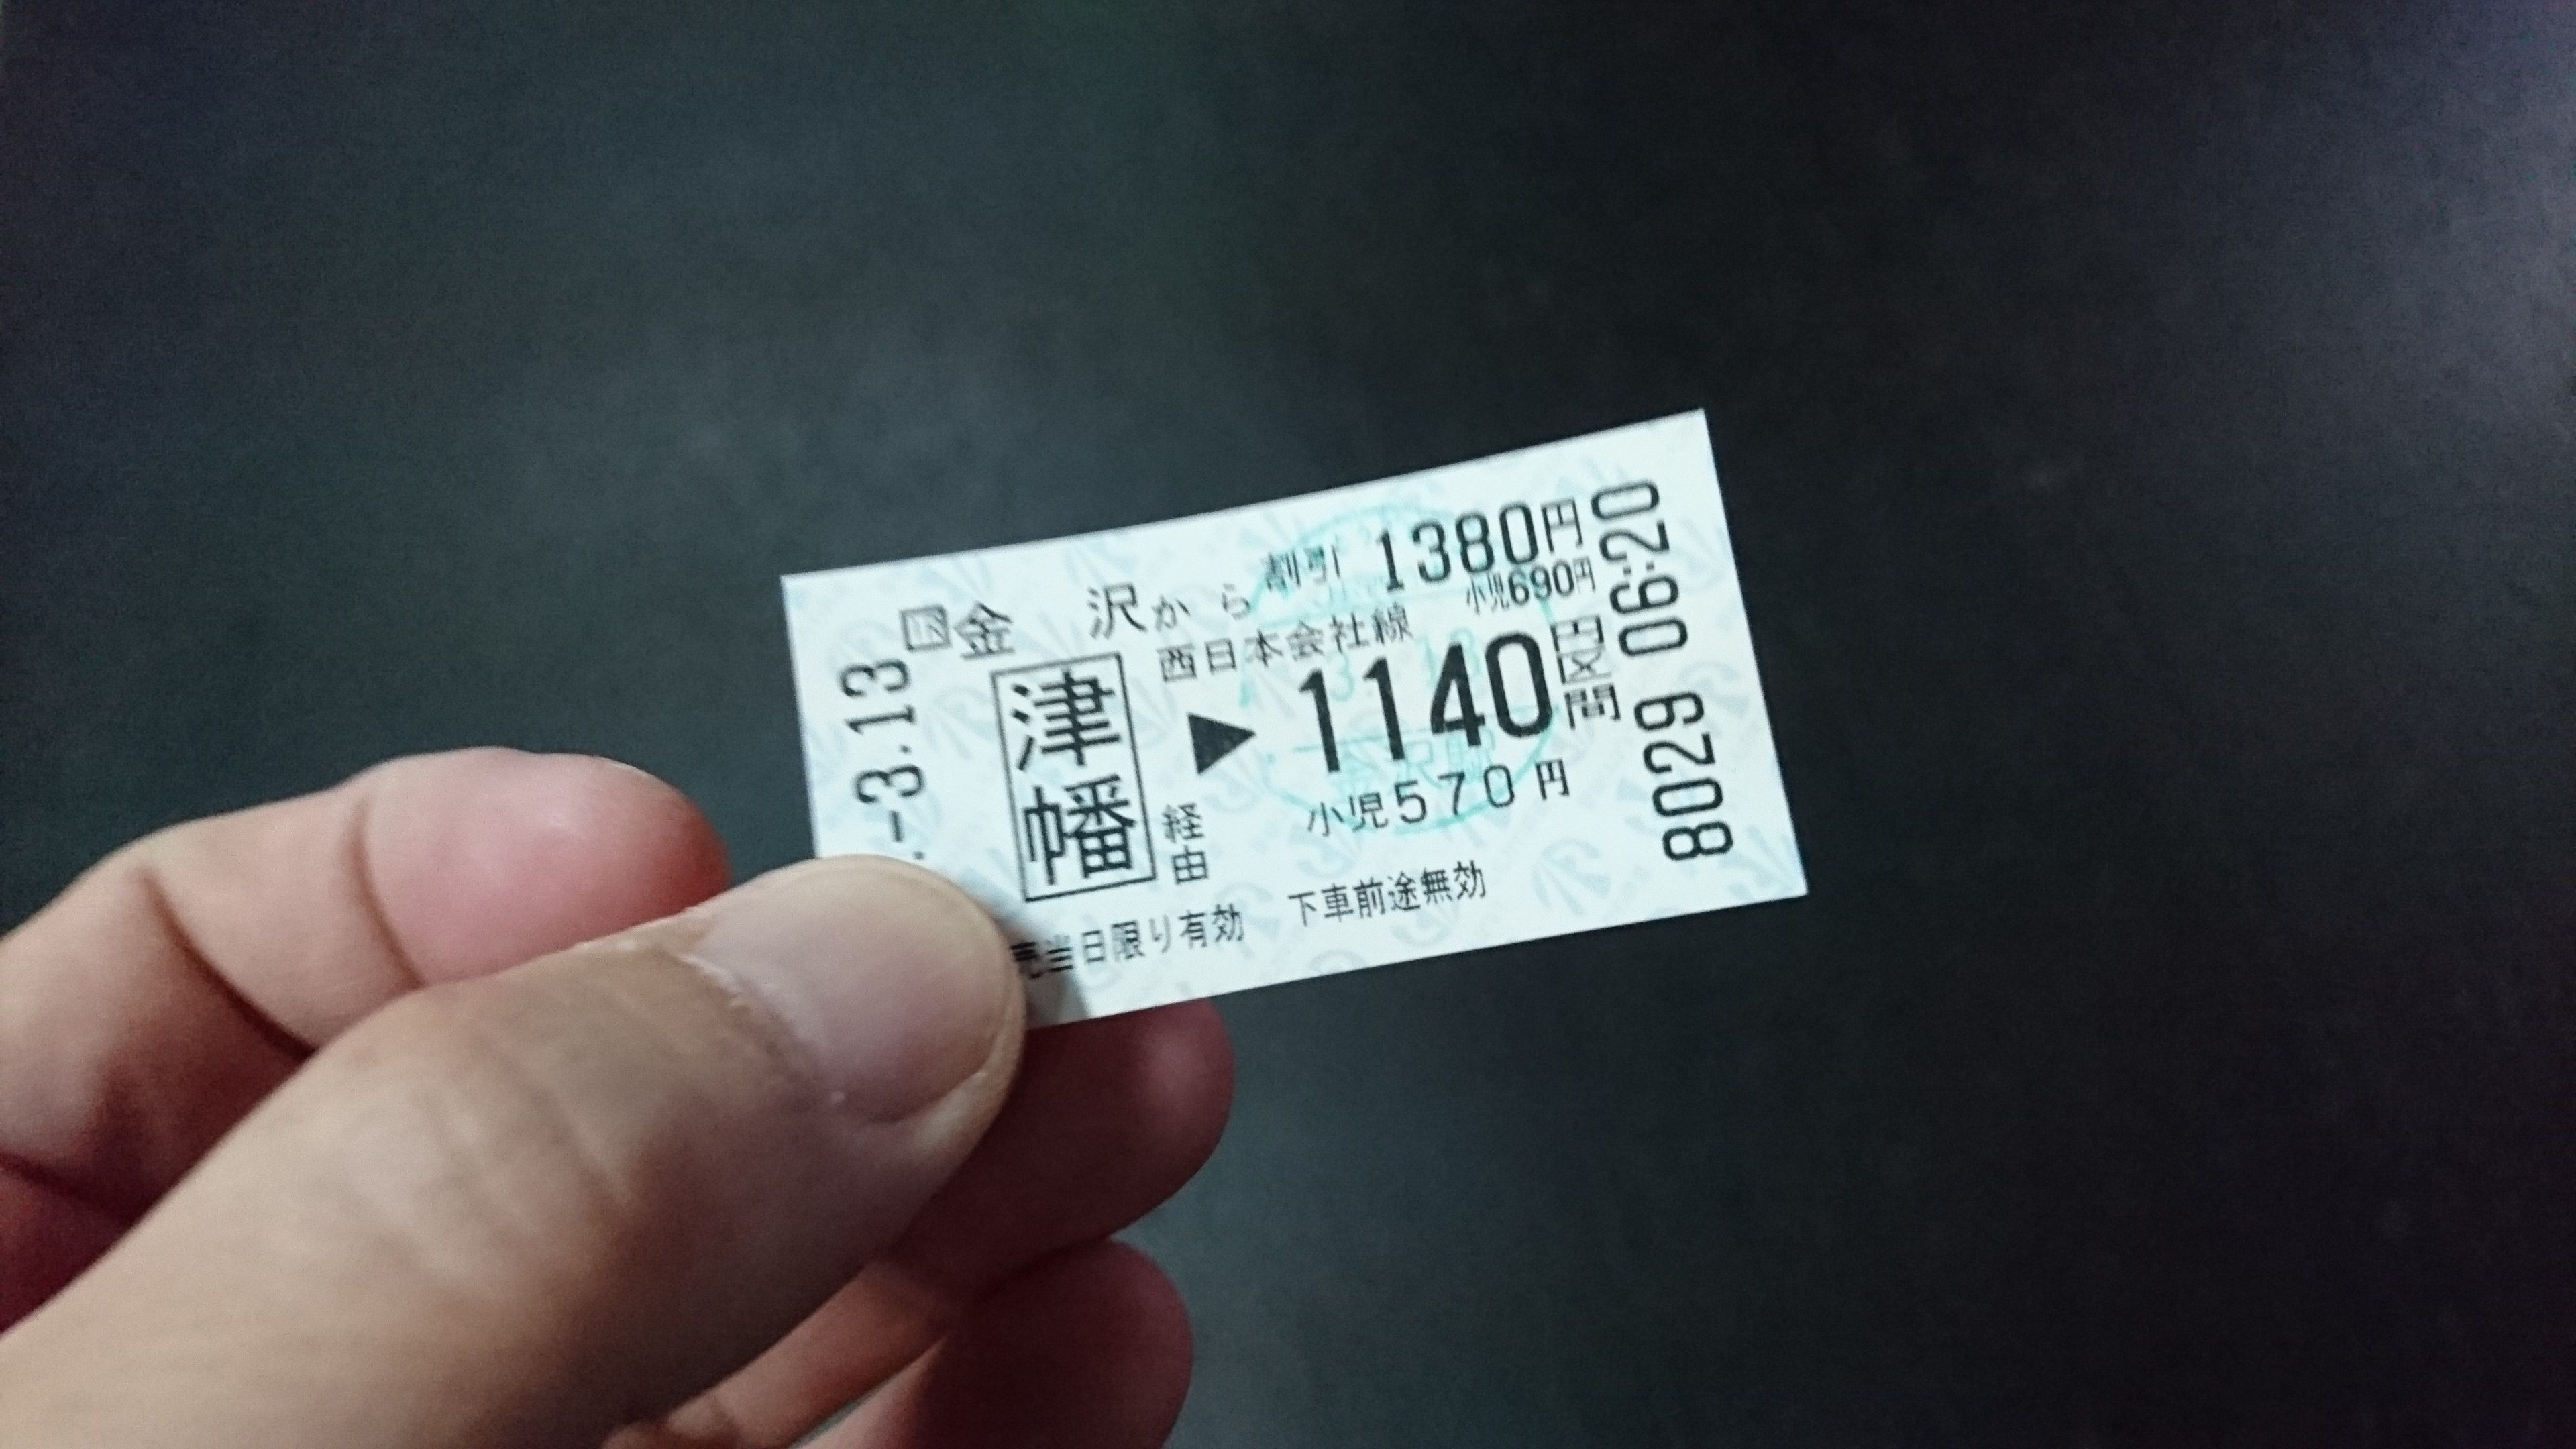 金 沢から 割引 1380円
小児690円
西日本会社線
津幡 経由 ▶ 1140円区間
小児570円
売当日限り有効 下車前途無効
.-3.13
8029 06:20